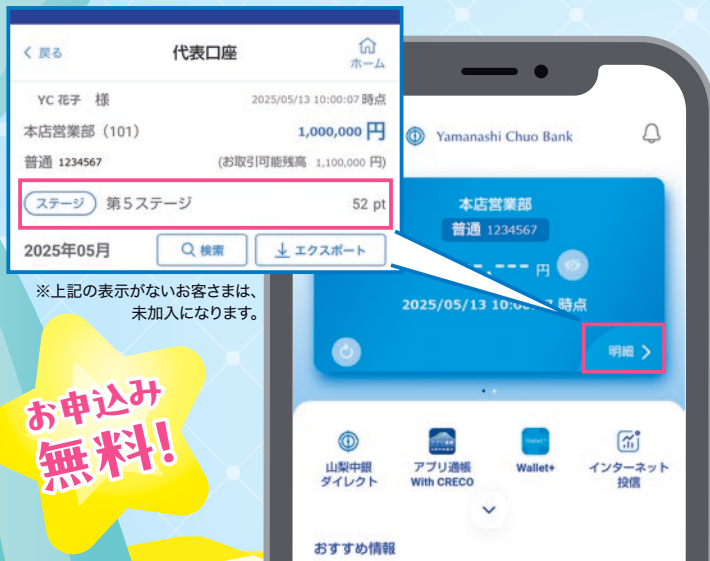 戻る 代表口座 ホーム
YC 花子 様 2025/05/13 10:00:07 時点
本店営業部（101） 1,000,000 円
普通 1234567 (お取引可能残高 1,100,000 円)
ステージ 第５ステージ 52 pt
2025年05月 検索 エクスポート
※上記の表示がないお客さまは、
未加入になります。
お申込み
無料!
Yamanashi Chuo Bank
本店営業部
普通 1234567
--,--- 円
2025/05/13 10:00: 時点
明細
山梨中銀
ダイレクト
アプリ通帳
With CRECO
Wallet+
インターネット
投信
おすすめ情報